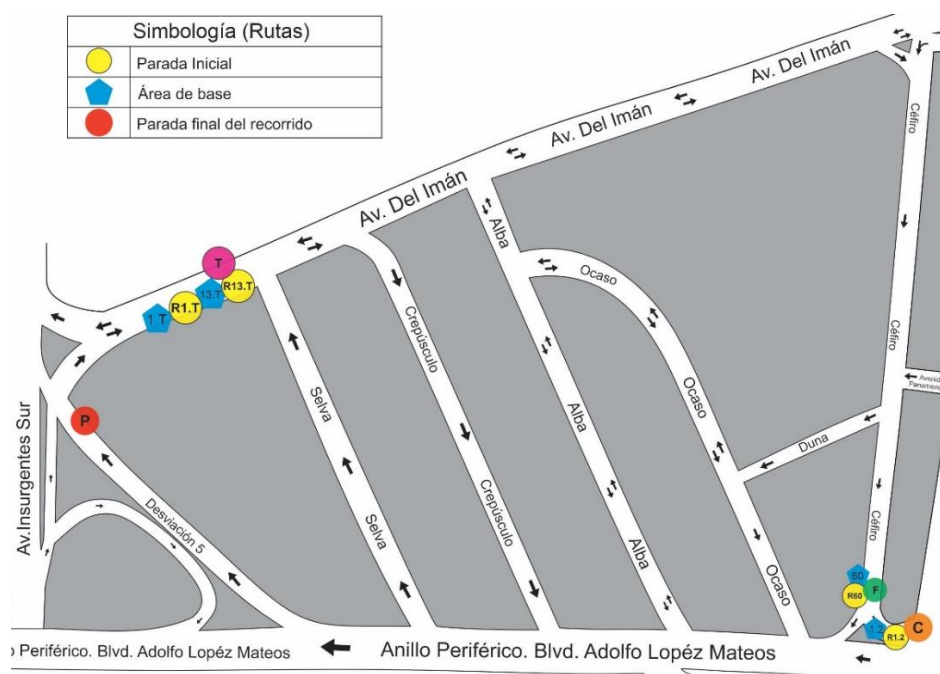 Simbología (Rutas)
Parada Inicial
Área de base
Parada final del recorrido
Av. Del Imán
Av. Del Imán
Av. Del Imán
Céfiro
T
13.T
R13.T
1.T
R1.T
Alba
Ocaso
Crepúsculo
Céfiro
Selva
Alba
Ocaso
Avenid
Panameric
P
Duna
Av.Insurgentes Sur
Desviación 5
Selva
Crepúsculo
Alba
Ocaso
Céfiro
60
R60
F
1.2
R1.2
C
o Periférico. Blvd. Adolfo Lopéz Mateos
Anillo Periférico. Blvd. Adolfo Lopéz Mateos